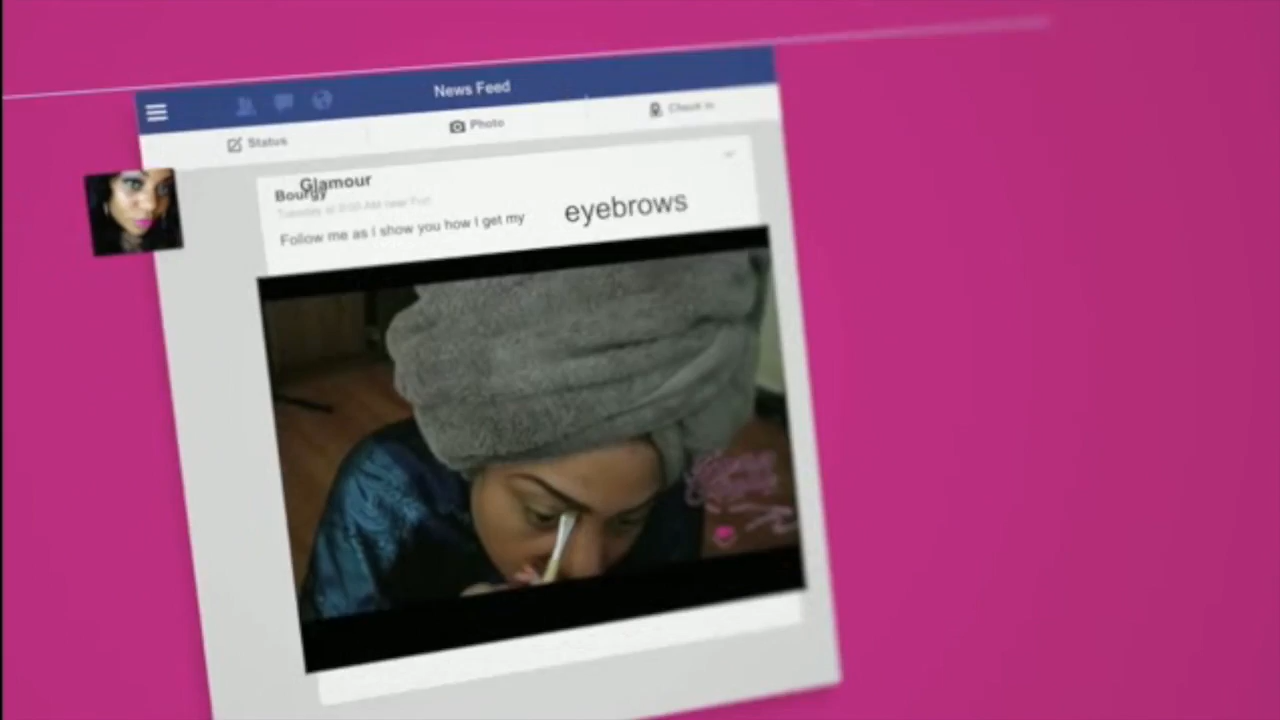 News Feed
Status
Photo
Check In
Glamour
Bourgy
Follow me as I show you how I get my eyebrows